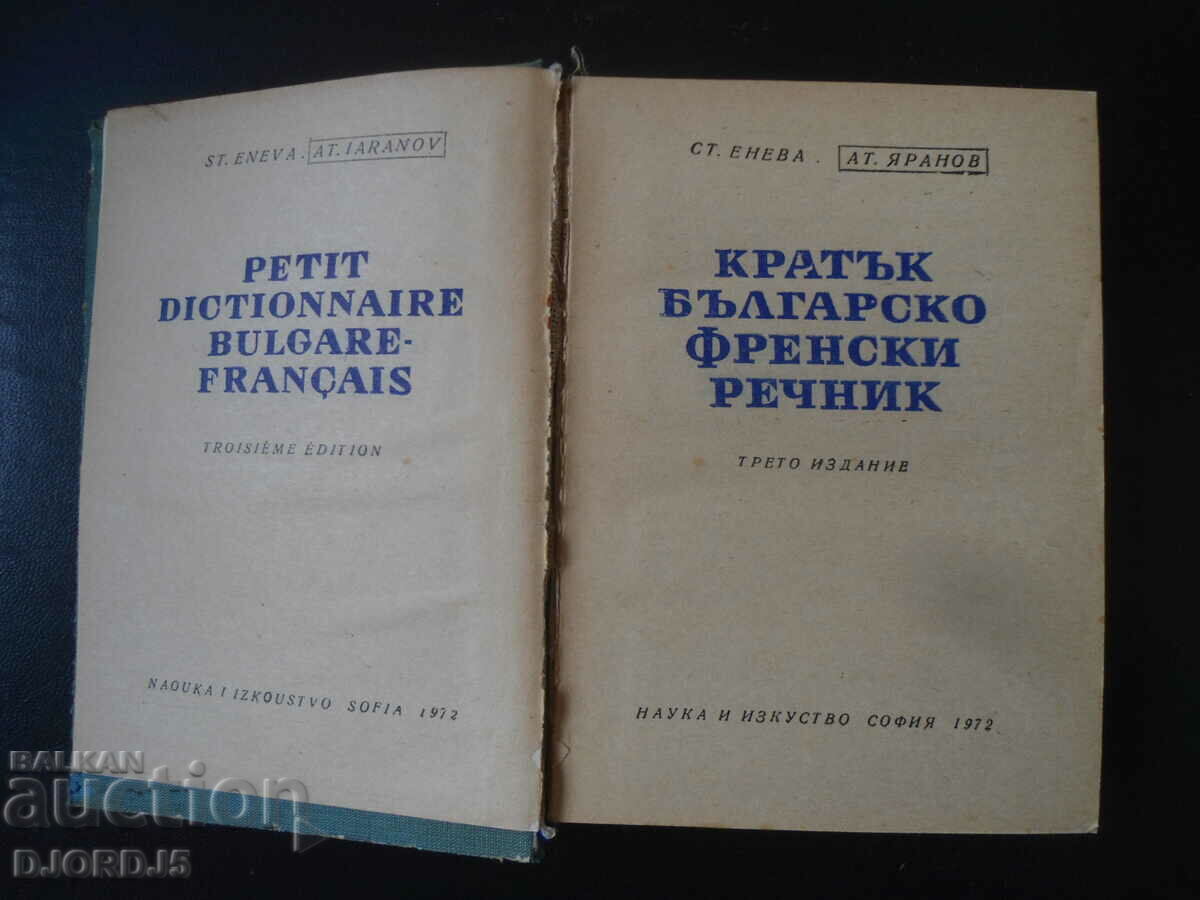 ST. ENEVA. AT. IARANOV
PETIT
DICTIONNAIRE
BULGARE-
FRANÇAIS
TROISIÈME ÉDITION
NAOUKA I IZKOUSTVO SOFIA 1972
СТ. ЕНЕВА. АТ. ЯРАНОВ
КРАТЪК
БЪЛГАРСКО
ФРЕНСКИ
РЕЧНИК
ТРЕТО ИЗДАНИЕ
НАУКА И ИЗКУСТВО СОФИЯ 1972
BALKAN
auction
DJORDJ5